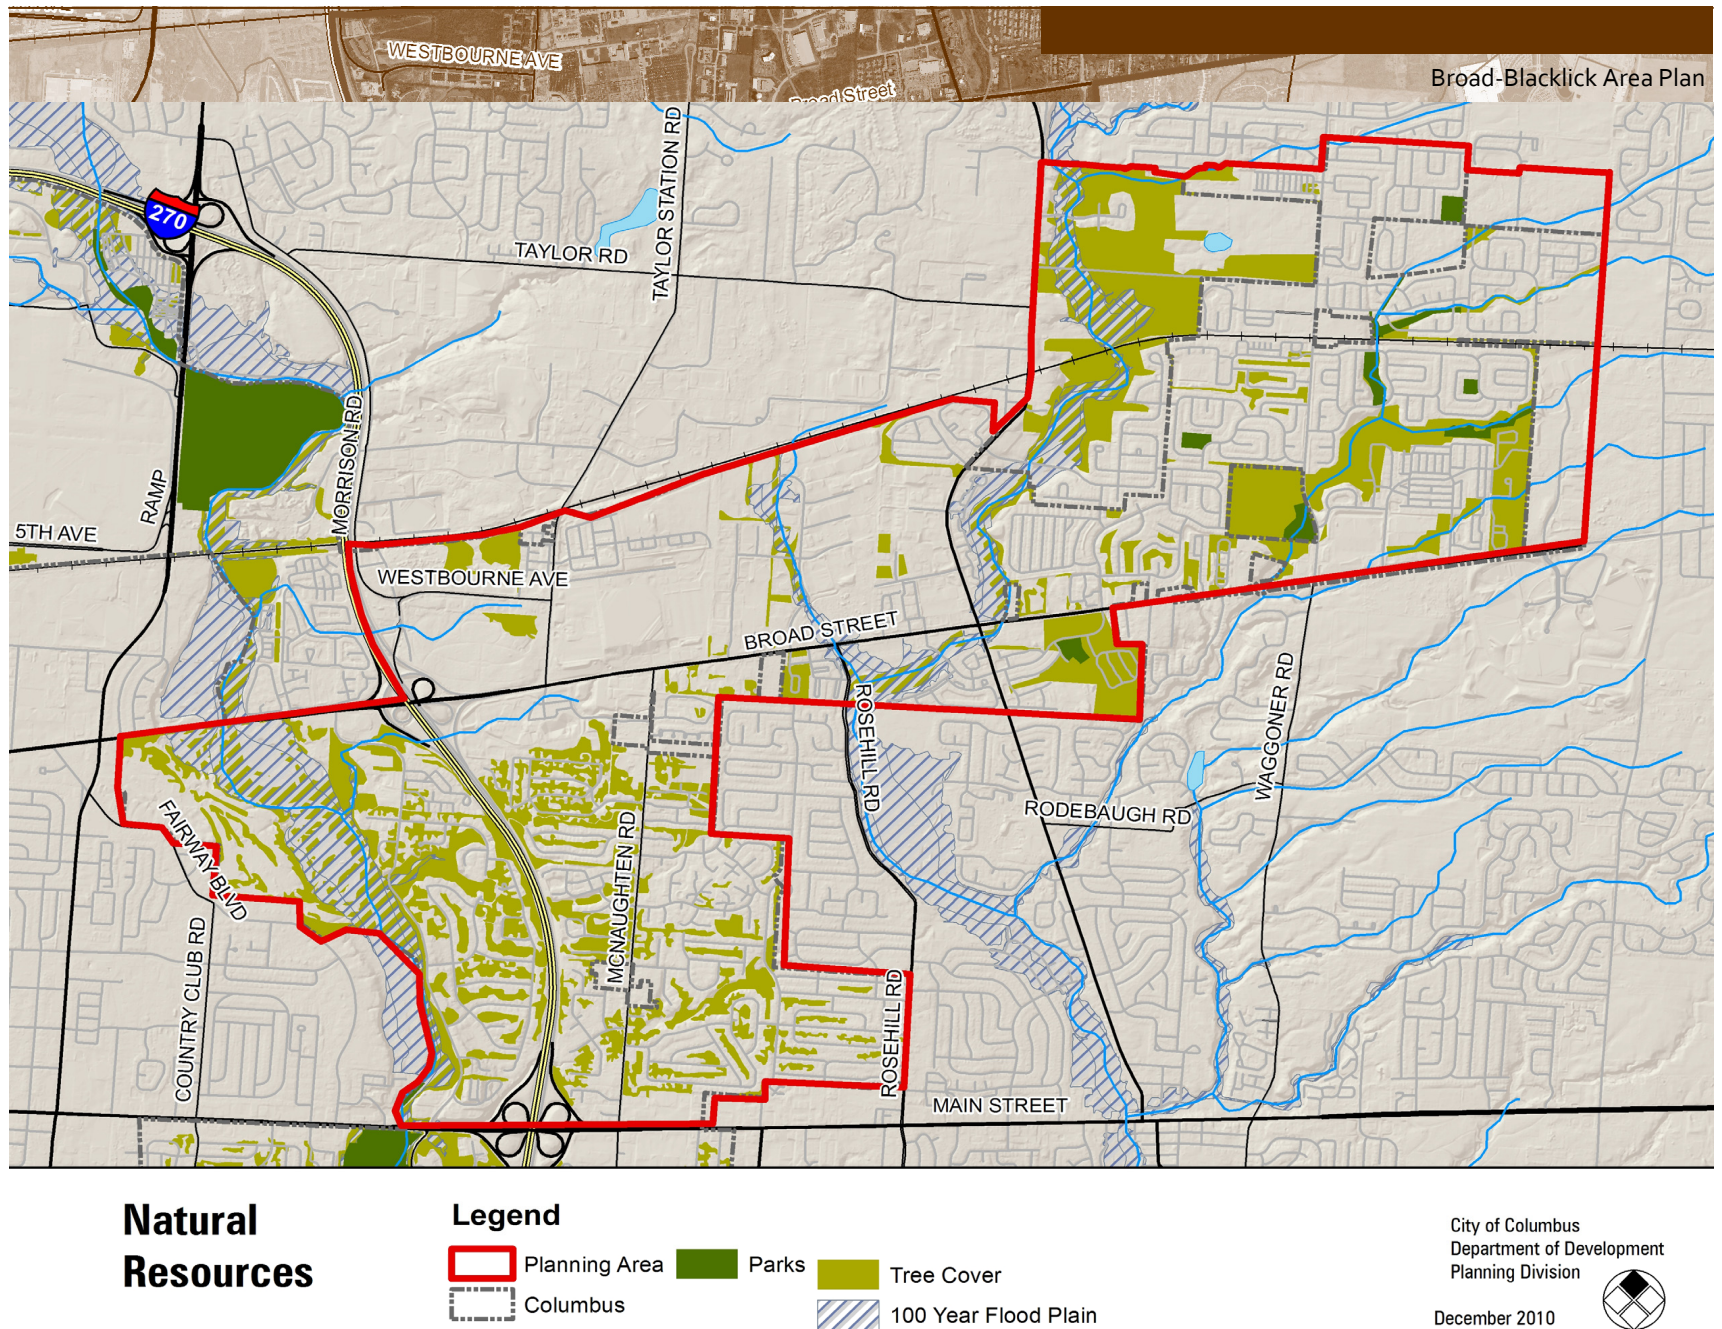 WESTBOURNE AVE
Broad Street
Broad-Blacklick Area Plan
270
TAYLOR RD
TAYLOR STATION RD
MORRISON RD
RAMP
5TH AVE
WESTBOURNE AVE
BROAD STREET
ROSEHILL RD
WAGGONER RD
RODEBAUGH RD
FAIRWAY BLVD
MCNAUGHTEN RD
COUNTRY CLUB RD
ROSEHILL RD
MAIN STREET
Natural
Resources
Legend
Planning Area
Parks
Tree Cover
Columbus
100 Year Flood Plain
City of Columbus
Department of Development
Planning Division
December 2010